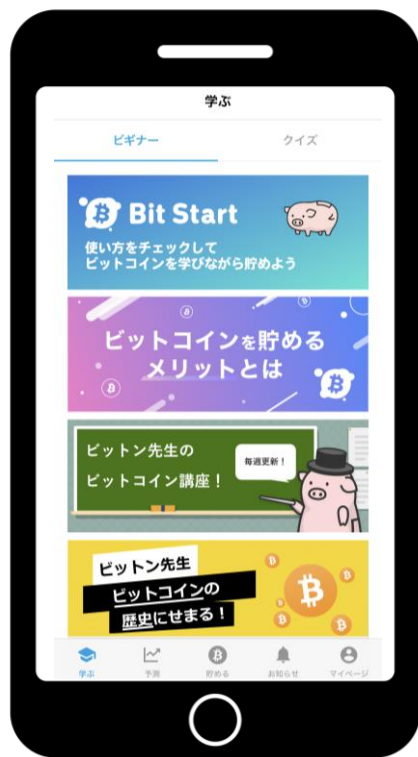 学ぶ
ビギナー
クイズ
Bit Start
使い方をチェックして
ビットコインを学びながら貯めよう
ビットコインを貯める
メリットとは
ビットン先生の
ビットコイン講座！
毎週更新！
ビットン先生
ビットコインの
歴史にせまる！
学ぶ
予測
貯める
お知らせ
マイページ